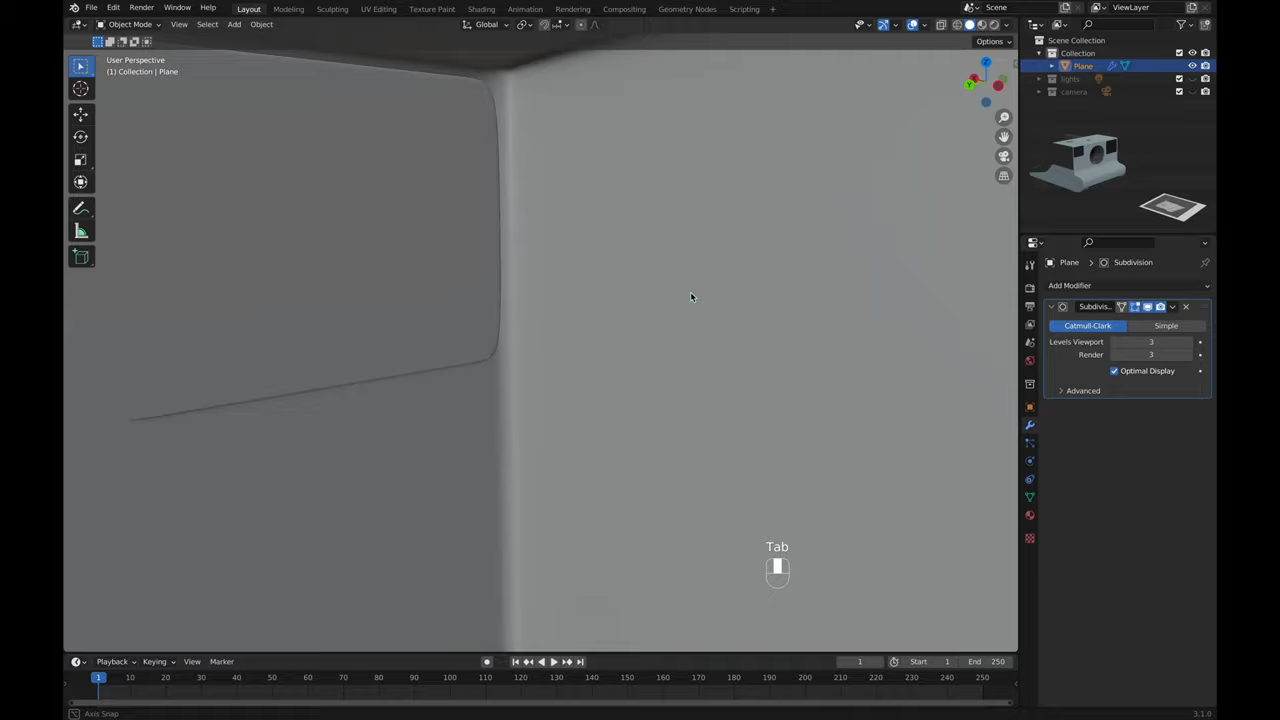 File Edit Render Window Help
Layout Modeling Sculpting UV Editing Texture Paint Shading Animation Rendering Compositing Geometry Nodes Scripting +
Scene
ViewLayer
Object Mode View Select Add Object
Global
Options
User Perspective
(1) Collection | Plane
Z
Y
Scene Collection
Collection
Plane
lights
camera
Plane > Subdivision
Add Modifier
Subdivis..
Catmull-Clark Simple
Levels Viewport 3
Render 3
Optimal Display
Advanced
Tab
Playback Keying View Marker
1 Start 1 End 250
1 10 20 30 40 50 60 70 80 90 100 110 120 130 140 150 160 170 180 190 200 210 220 230 240 250
Axis Snap
3.1.0